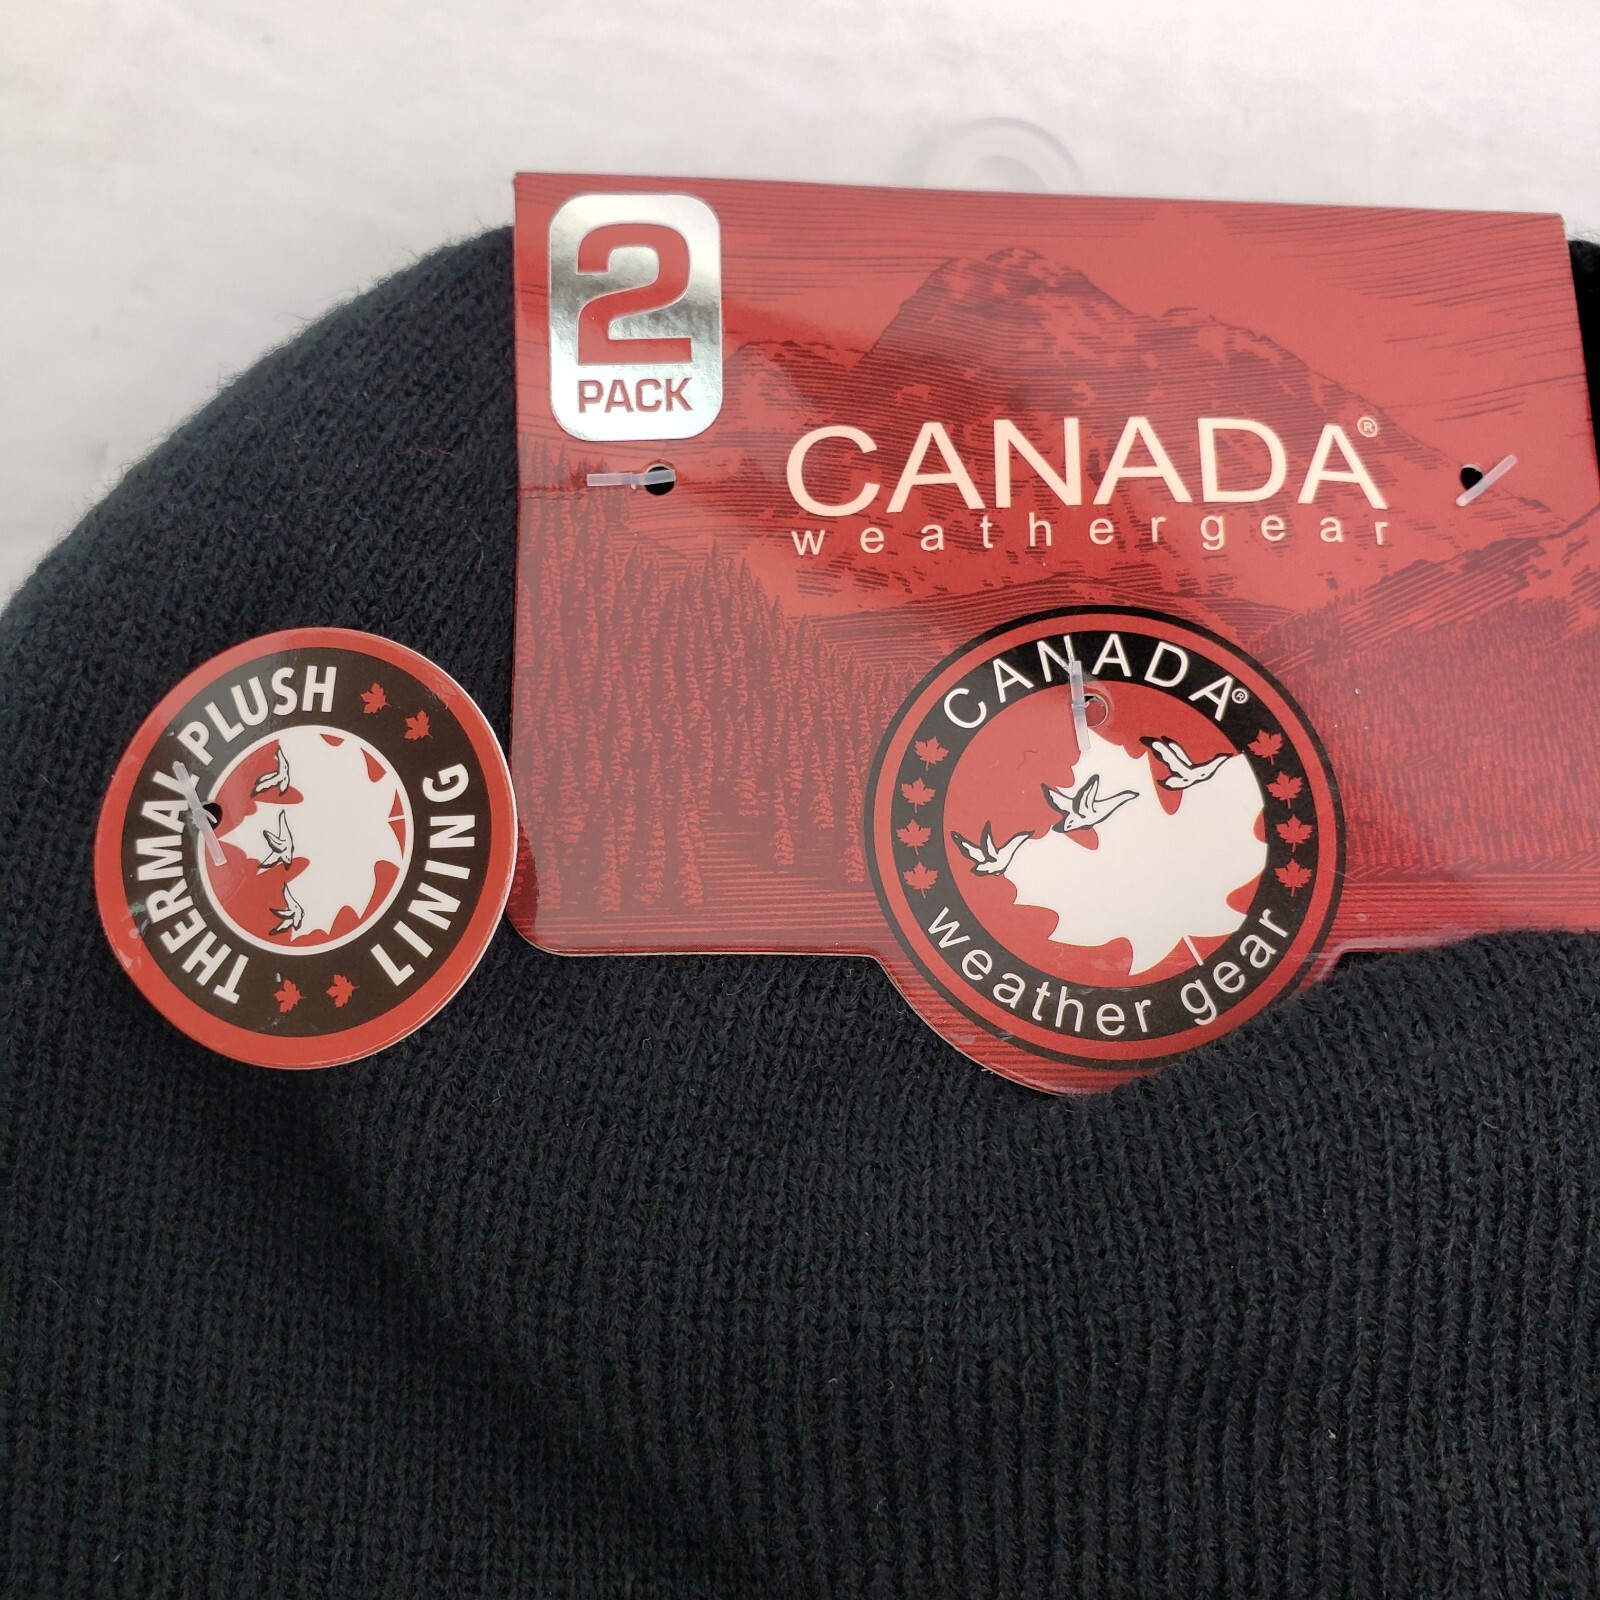 2
PACK
CANADA®
weathergear
THERMAL PLUSH
LINING
CANADA®
weather gear